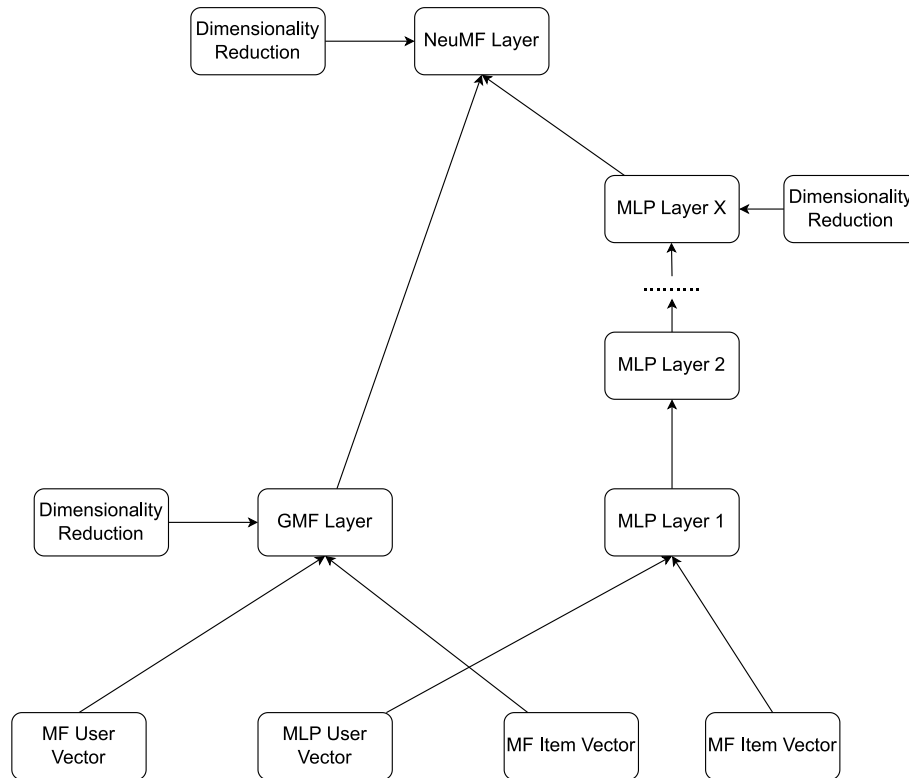 Dimensionality
Reduction
NeuMF Layer
MLP Layer X
Dimensionality
Reduction
MLP Layer 2
Dimensionality
Reduction
GMF Layer
MLP Layer 1
MF User
Vector
MLP User
Vector
MF Item Vector
MF Item Vector